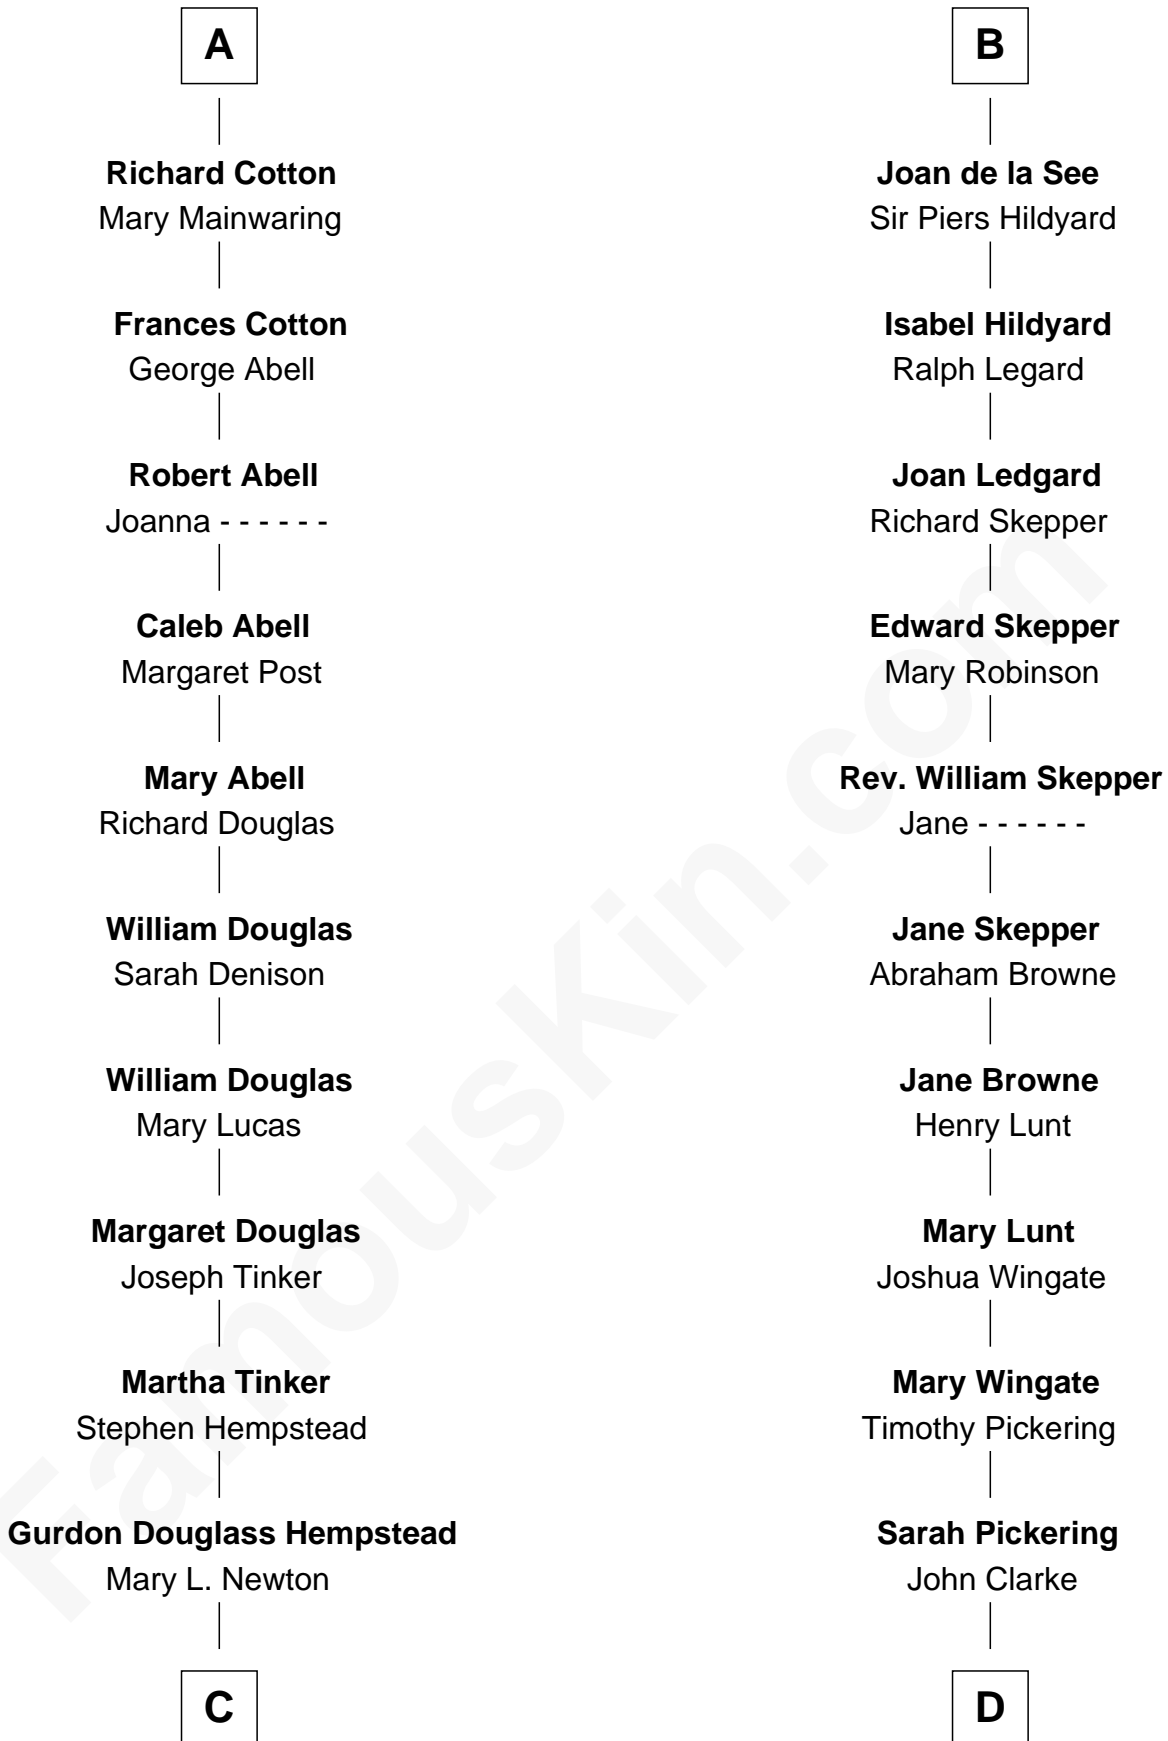 A
Richard Cotton
Mary Mainwaring
Frances Cotton
George Abell
Robert Abell
Joanna - - - - - -
Caleb Abell
Margaret Post
Mary Abell
Richard Douglas
William Douglas
Sarah Denison
William Douglas
Mary Lucas
Margaret Douglas
Joseph Tinker
Martha Tinker
Stephen Hempstead
Gurdon Douglass Hempstead
Mary L. Newton
C
B
Joan de la See
Sir Piers Hildyard
Isabel Hildyard
Ralph Legard
Joan Ledgard
Richard Skepper
Edward Skepper
Mary Robinson
Rev. William Skepper
Jane - - - - - -
Jane Skepper
Abraham Browne
Jane Browne
Henry Lunt
Mary Lunt
Joshua Wingate
Mary Wingate
Timothy Pickering
Sarah Pickering
John Clarke
D
FamousKin.com